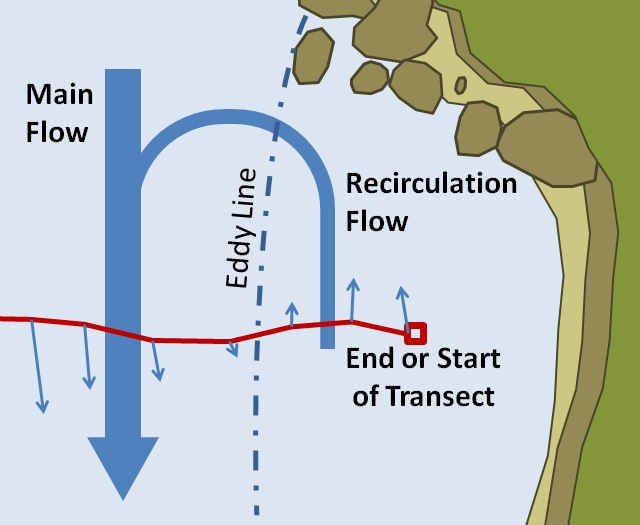 Main
Flow
Eddy Line
Recirculation
Flow
End or Start
of Transect